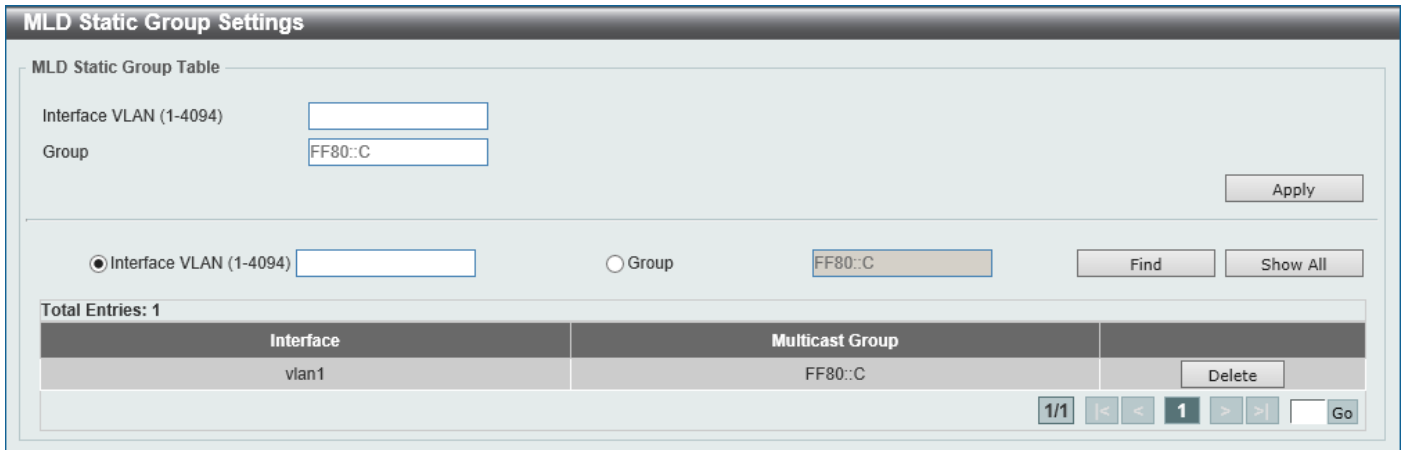 MLD Static Group Settings
MLD Static Group Table
Interface VLAN (1-4094)
Group FF80::C
Apply
Interface VLAN (1-4094) Group FF80::C Find Show All
Total Entries: 1
Interface Multicast Group
vlan1 FF80::C Delete
1/1 |< < 1 > >| Go